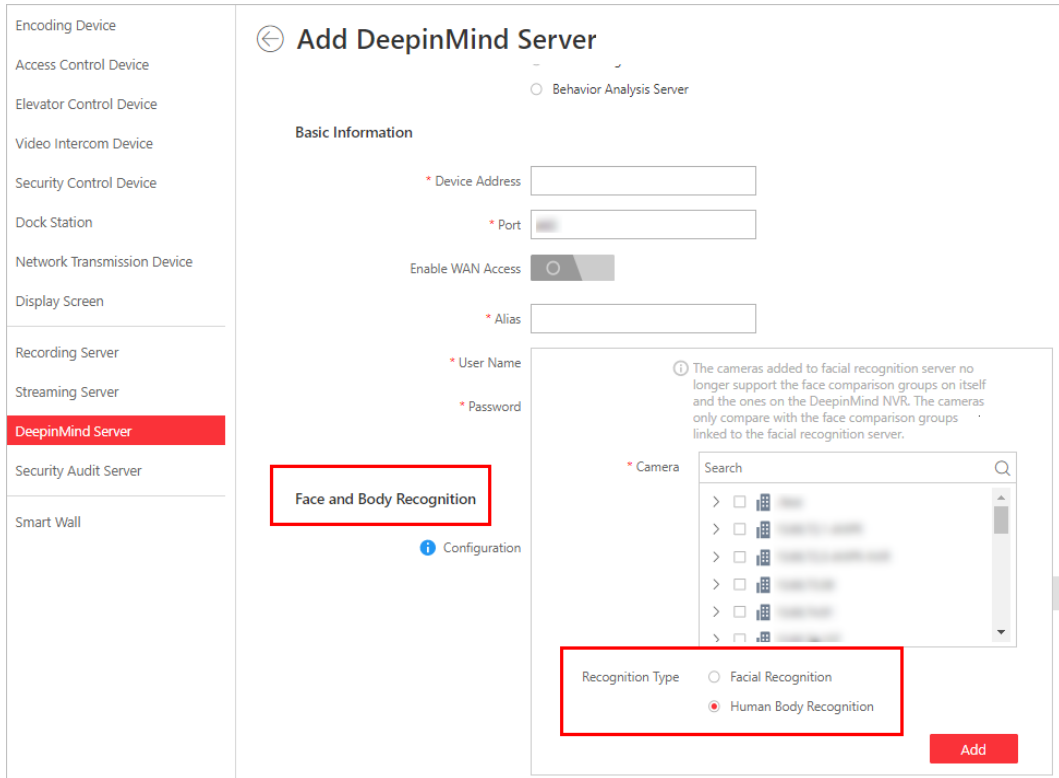 Encoding Device
Access Control Device
Elevator Control Device
Video Intercom Device
Security Control Device
Dock Station
Network Transmission Device
Display Screen
Recording Server
Streaming Server
DeepinMind Server
Security Audit Server
Smart Wall
Add DeepinMind Server
Behavior Analysis Server
Basic Information
* Device Address
* Port
Enable WAN Access
* Alias
* User Name
* Password
Face and Body Recognition
Configuration
The cameras added to facial recognition server no
longer support the face comparison groups on itself
and the ones on the DeepinMind NVR. The cameras
only compare with the face comparison groups
linked to the facial recognition server.
* Camera
Search
Recognition Type
Facial Recognition
Human Body Recognition
Add